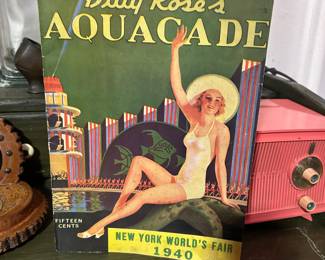 Billy Rose's
AQUACADE
FIFTEEN
CENTS
NEW YORK WORLD'S FAIR
1940